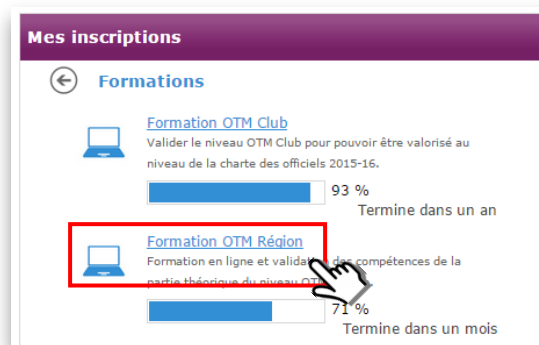 Mes inscriptions
Formations
Formation OTM Club
Valider le niveau OTM Club pour pouvoir être valorisé au
niveau de la charte des officiels 2015-16.
93 %
Termine dans un an
Formation OTM Région
Formation en ligne et validation des compétences de la
partie théorique du niveau OTM
71 %
Termine dans un mois